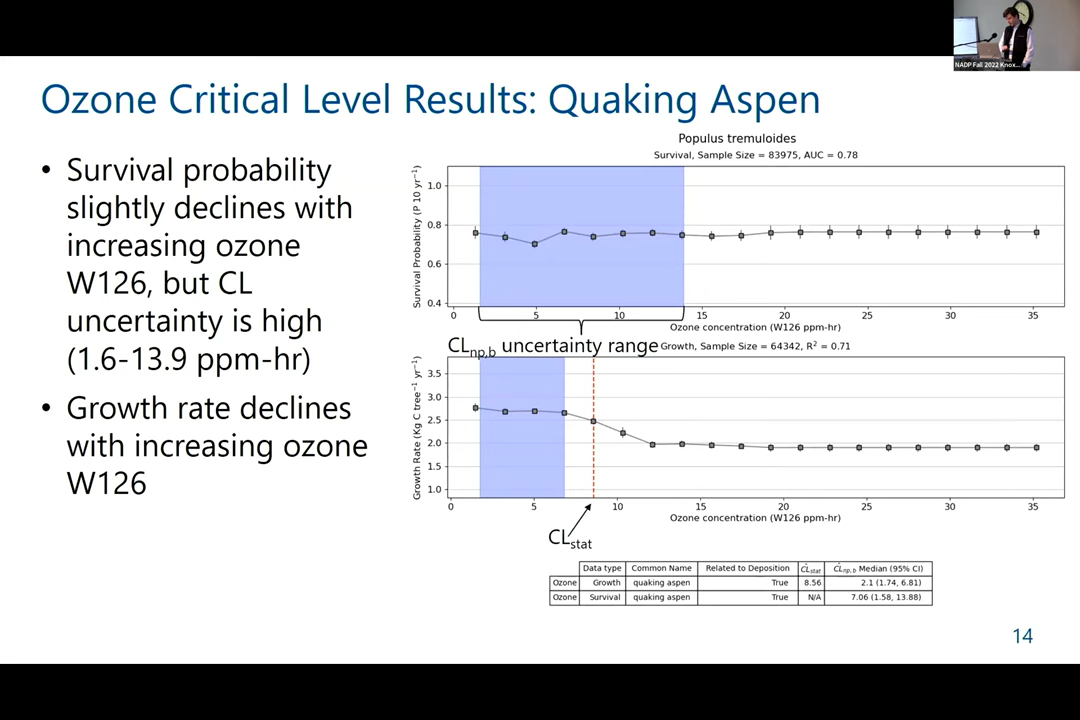 NADP Fall 2022 Knox...
Ozone Critical Level Results: Quaking Aspen
• Survival probability
slightly declines with
increasing ozone
W126, but CL
uncertainty is high
(1.6-13.9 ppm-hr)
• Growth rate declines
with increasing ozone
W126
Populus tremuloides
Survival, Sample Size = 83975, AUC = 0.78
Survival Probability (P 10 yr⁻¹)
1.0
0.8
0.6
0.4
0 5 10 15 20 25 30 35
Ozone concentration (W126 ppm-hr)
CLnp,b uncertainty range
Growth, Sample Size = 64342, R² = 0.71
Growth Rate (Kg C tree⁻¹ yr⁻¹)
3.5
3.0
2.5
2.0
1.5
1.0
0 5 10 15 20 25 30 35
Ozone concentration (W126 ppm-hr)
CLstat
Data type Common Name Related to Deposition ĈLstat ĈLnp,b Median (95% CI)
Ozone Growth quaking aspen True 8.56 2.1 (1.74, 6.81)
Ozone Survival quaking aspen True N/A 7.06 (1.58, 13.88)
14